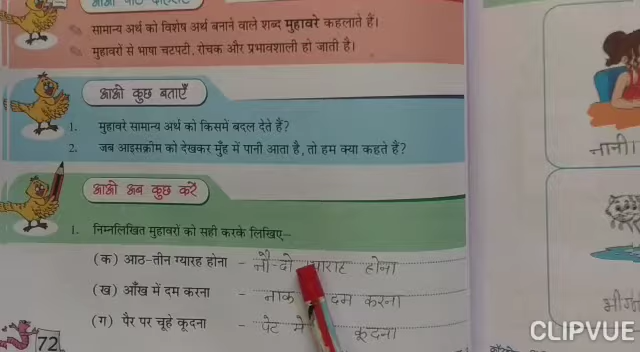 सामान्य अर्थ को विशेष अर्थ बनाने वाले शब्द मुहावरे कहलाते हैं।
मुहावरों से भाषा चटपटी, रोचक और प्रभावशाली हो जाती है।
आओ कुछ बताएँ
1. मुहावरे सामान्य अर्थ को किसमें बदल देते हैं?
2. जब आइसक्रीम को देखकर मुँह में पानी आता है, तो हम क्या कहते हैं?
आओ अब कुछ करें
1. निम्नलिखित मुहावरों को सही करके लिखिए—
(क) आठ-तीन ग्यारह होना – नौ-दो ग्यारह होना
(ख) आँख में दम करना – नाक दम करना
(ग) पैर पर चूहे कूदना – पेट में कूदना
72
नानी।
CLIPVUE